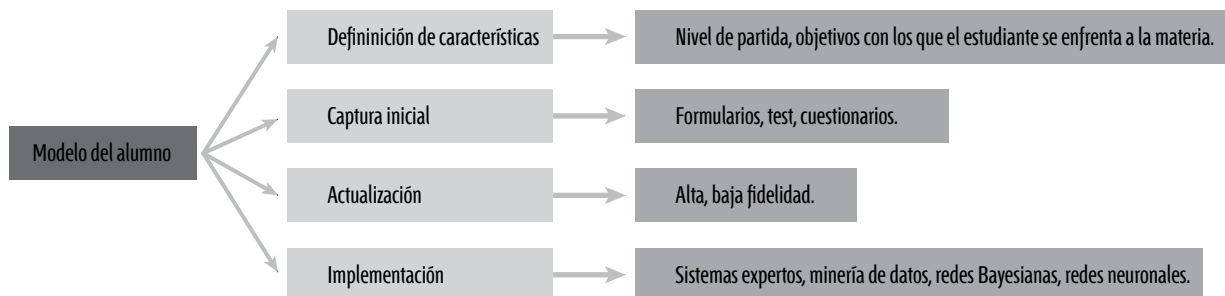 Modelo del alumno
Defininición de características
Nivel de partida, objetivos con los que el estudiante se enfrenta a la materia.
Captura inicial
Formularios, test, cuestionarios.
Actualización
Alta, baja fidelidad.
Implementación
Sistemas expertos, minería de datos, redes Bayesianas, redes neuronales.